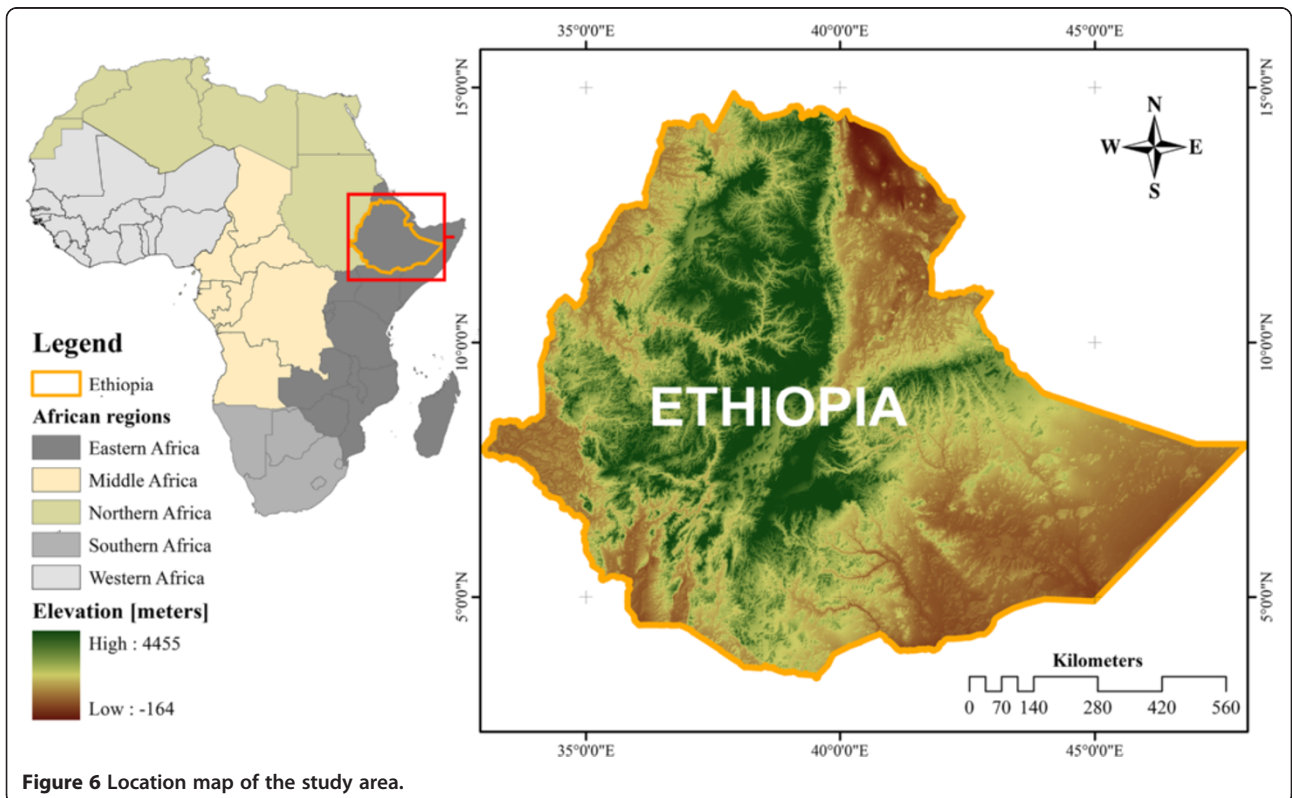 35°0'0"E 40°0'0"E 45°0'0"E
15°0'0"N 15°0'0"N
N
W E
S
10°0'0"N 10°0'0"N
Legend
Ethiopia
African regions
Eastern Africa
Middle Africa
Northern Africa
Southern Africa
Western Africa
ETHIOPIA
5°0'0"N 5°0'0"N
Elevation [meters]
High : 4455
Low : -164
Kilometers
0 70 140 280 420 560
35°0'0"E 40°0'0"E 45°0'0"E
Figure 6 Location map of the study area.